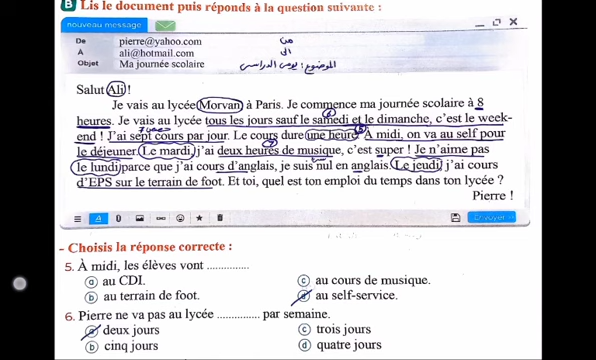 B Lis le document puis réponds à la question suivante :
nouveau message
De pierre@yahoo.com من
A ali@hotmail.com الى
Objet Ma journée scolaire الموضوع : يومى الدراسى
Salut Ali !
Je vais au lycée Morvan à Paris. Je commence ma journée scolaire à 8
heures. Je vais au lycée tous les jours sauf le samedi et le dimanche, c'est le week-
end ! J'ai sept cours par jour. Le cours dure une heure. À midi, on va au self pour
le déjeuner. Le mardi, j'ai deux heures de musique, c'est super ! Je n'aime pas
le lundi parce que j'ai cours d'anglais, je suis nul en anglais. Le jeudi, j'ai cours
d'EPS sur le terrain de foot. Et toi, quel est ton emploi du temps dans ton lycée ?
Pierre !
Envoyer
- Choisis la réponse correcte :
5. À midi, les élèves vont ..............
a au CDI.
c au cours de musique.
b au terrain de foot.
d au self-service.
6. Pierre ne va pas au lycée .............. par semaine.
a deux jours
c trois jours
b cinq jours
d quatre jours